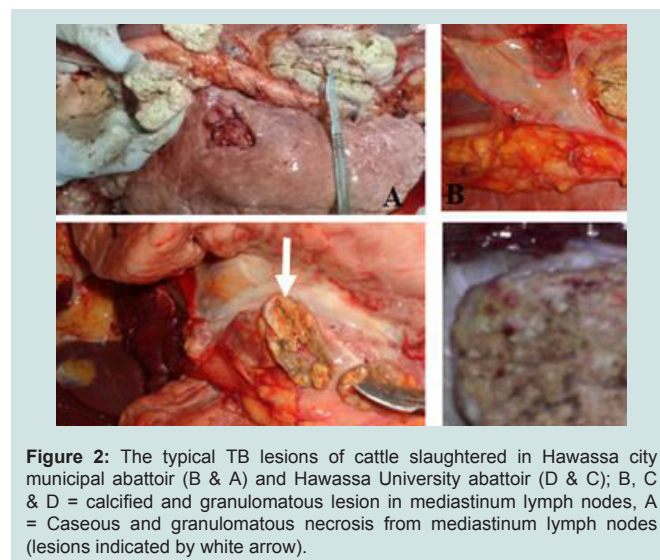 A
B
Figure 2: The typical TB lesions of cattle slaughtered in Hawassa city
municipal abattoir (B & A) and Hawassa University abattoir (D & C); B, C
& D = calcified and granulomatous lesion in mediastinum lymph nodes, A
= Caseous and granulomatous necrosis from mediastinum lymph nodes
(lesions indicated by white arrow).